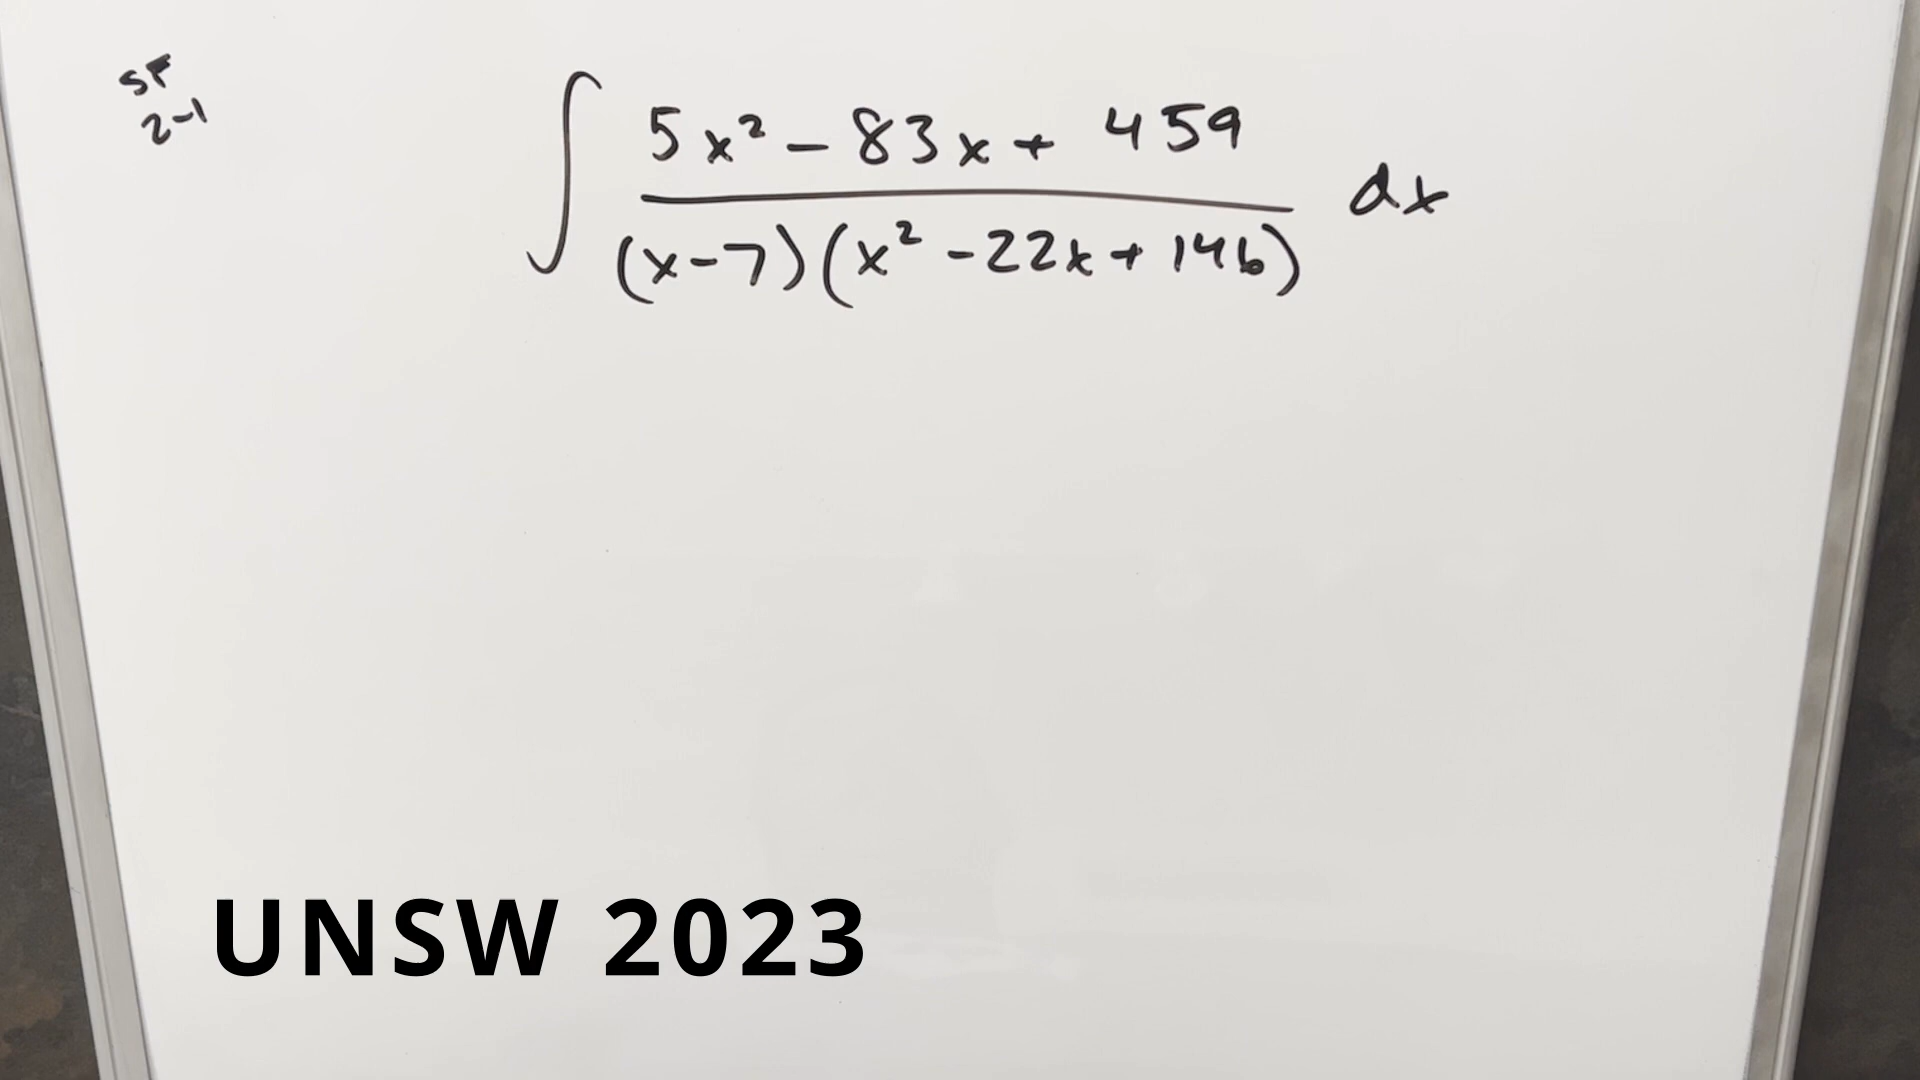 SF
2-1
∫ 5x² - 83x + 459 / (x-7)(x² - 22x + 146) dx
UNSW 2023